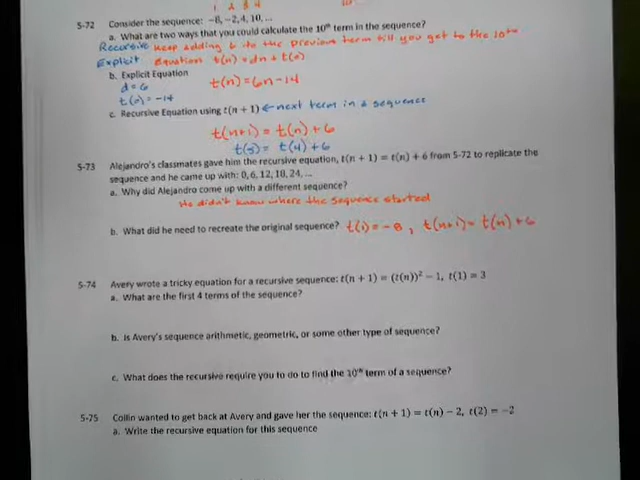 1 2 3 4 10
5-72 Consider the sequence: −8, −2, 4, 10, ...
a. What are two ways that you could calculate the 10th term in the sequence?
Recursive keep adding 6 to the previous term till you get to the 10th
Explicit equation t(n) = dn + t(0)
b. Explicit Equation
d = 6
t(n) = 6n - 14
t(0) = -14
c. Recursive Equation using t(n + 1) ← next term in a sequence
t(n+1) = t(n) + 6
t(5) = t(4) + 6
5-73 Alejandro's classmates gave him the recursive equation, t(n + 1) = t(n) + 6 from 5-72 to replicate the
sequence and he came up with: 0, 6, 12, 18, 24, ...
a. Why did Alejandro come up with a different sequence?
He didn't know where the sequence started
b. What did he need to recreate the original sequence? t(1) = -8, t(n+1) = t(n) + 6
5-74 Avery wrote a tricky equation for a recursive sequence: t(n + 1) = (t(n))² − 1, t(1) = 3
a. What are the first 4 terms of the sequence?
b. Is Avery's sequence arithmetic, geometric, or some other type of sequence?
c. What does the recursive require you to do to find the 10th term of a sequence?
5-75 Collin wanted to get back at Avery and gave her the sequence: t(n + 1) = t(n) − 2, t(2) = −2
a. Write the recursive equation for this sequence